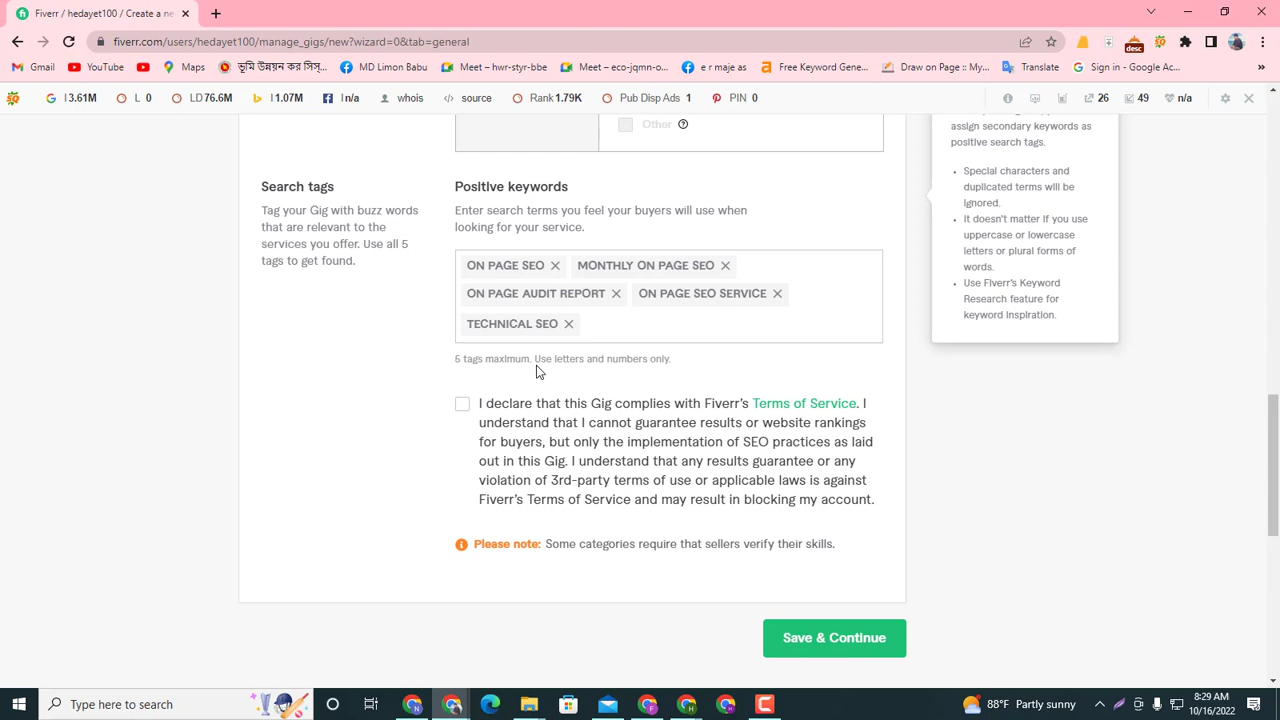 Fiverr / hedayet100 / Create a ne
fiverr.com/users/hedayet100/manage_gigs/new?wizard=0&tab=general
desc
Gmail YouTube Maps ভূমি উন্নয়ন কর সিস্... MD Limon Babu Meet – hwr-styr-bbe Meet – eco-jqmn-o... e r maje as Free Keyword Gene... Draw on Page :: My... Translate Sign in - Google Ac... »
I 3.61M L 0 LD 76.6M I 1.07M I n/a whois source Rank 1.79K Pub Disp Ads 1 PIN 0 26 49 n/a
assign secondary keywords as
Other
positive search tags.
Special characters and
duplicated terms will be
ignored.
It doesn't matter if you use
uppercase or lowercase
letters or plural forms of
words.
Use Fiverr's Keyword
Research feature for
keyword inspiration.
Search tags
Tag your Gig with buzz words
that are relevant to the
services you offer. Use all 5
tags to get found.
Positive keywords
Enter search terms you feel your buyers will use when
looking for your service.
ON PAGE SEO MONTHLY ON PAGE SEO
ON PAGE AUDIT REPORT ON PAGE SEO SERVICE
TECHNICAL SEO
5 tags maximum. Use letters and numbers only.
I declare that this Gig complies with Fiverr's Terms of Service. I
understand that I cannot guarantee results or website rankings
for buyers, but only the implementation of SEO practices as laid
out in this Gig. I understand that any results guarantee or any
violation of 3rd-party terms of use or applicable laws is against
Fiverr's Terms of Service and may result in blocking my account.
Please note: Some categories require that sellers verify their skills.
Save & Continue
Type here to search
88°F Partly sunny
8:29 AM
10/16/2022